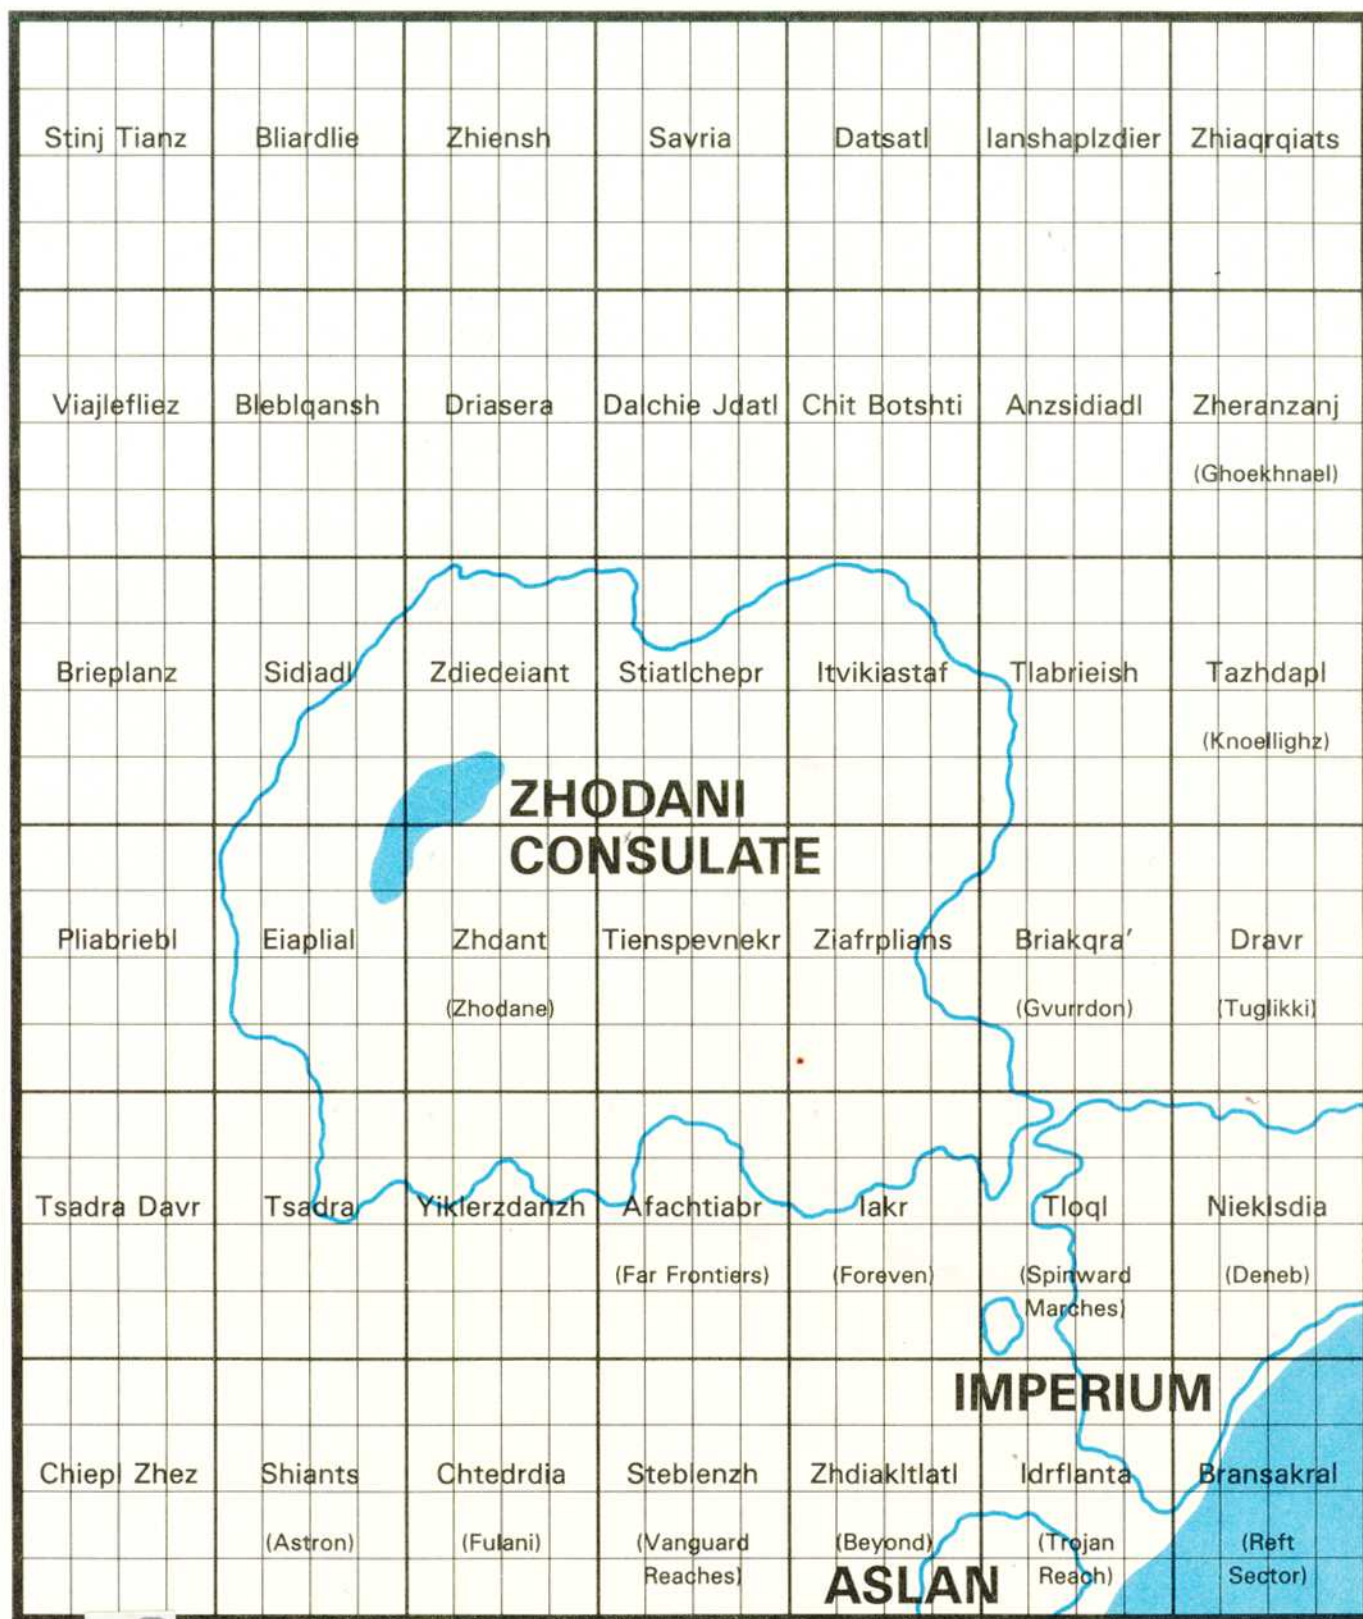 Stinj Tianz Bliardlie Zhiensh Savria Datsatl Ianshaplzdier Zhiaqrqiats
Viajlefliez Bleblqansh Driasera Dalchie Jdatl Chit Botshti Anzsidiadl Zheranzanj
(Ghoekhnael)
Brieplanz Sidiadl Zdiedeiant Stiatlchepr Itvikiastaf Tlabrieish Tazhdapl
(Knoellighz)
ZHODANI
CONSULATE
Pliabriebl Eiaplial Zhdant Tienspevnekr Ziafrplians Briakqra' Dravr
(Zhodane) (Gvurrdon) (Tuglikki)
Tsadra Davr Tsadra Yiklerzdanzh Afachtiabr Iakr Tloql Nieklsdia
(Far Frontiers) (Foreven) (Spinward (Deneb)
Marches)
IMPERIUM
Chiepl Zhez Shiants Chtedrdia Steblenzh Zhdiakltlatl Idrflanta Bransakral
(Astron) (Fulani) (Vanguard (Beyond) (Trojan (Reft
Reaches) Reach) Sector)
ASLAN